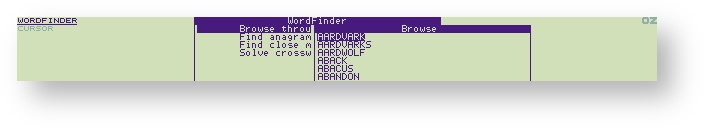 WORDFINDER
CURSOR
WordFinder
OZ
Browse throu
Find anagram
Find close m
Solve crossw
Browse
AARDVARK
AARDVARKS
AARDWOLF
ABACK
ABACUS
ABANDON